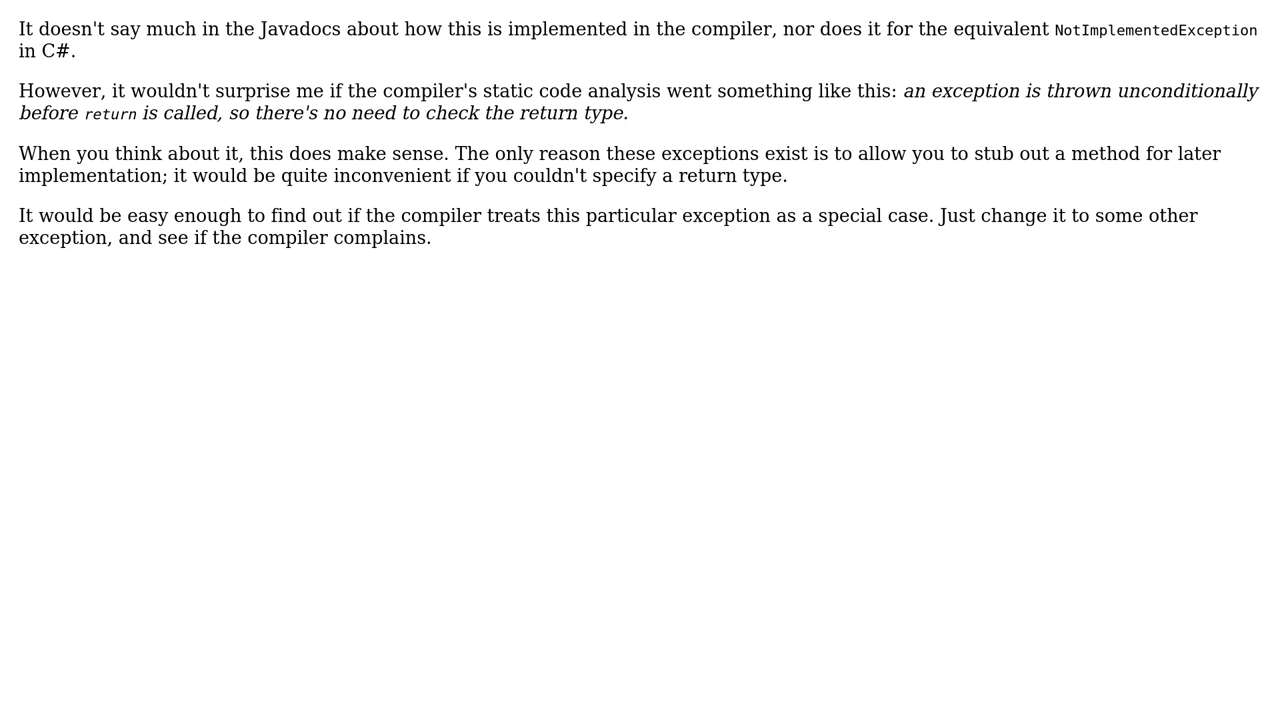 It doesn't say much in the Javadocs about how this is implemented in the compiler, nor does it for the equivalent NotImplementedException
in C#.
However, it wouldn't surprise me if the compiler's static code analysis went something like this: an exception is thrown unconditionally
before return is called, so there's no need to check the return type.
When you think about it, this does make sense. The only reason these exceptions exist is to allow you to stub out a method for later
implementation; it would be quite inconvenient if you couldn't specify a return type.
It would be easy enough to find out if the compiler treats this particular exception as a special case. Just change it to some other
exception, and see if the compiler complains.